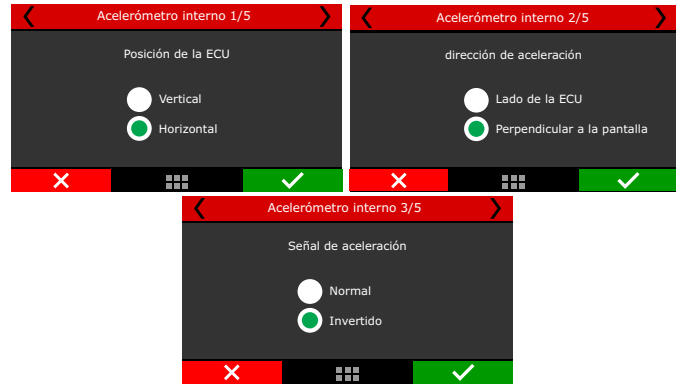 Acelerómetro interno 1/5
Posición de la ECU
Vertical
Horizontal
Acelerómetro interno 2/5
dirección de aceleración
Lado de la ECU
Perpendicular a la pantalla
Acelerómetro interno 3/5
Señal de aceleración
Normal
Invertido